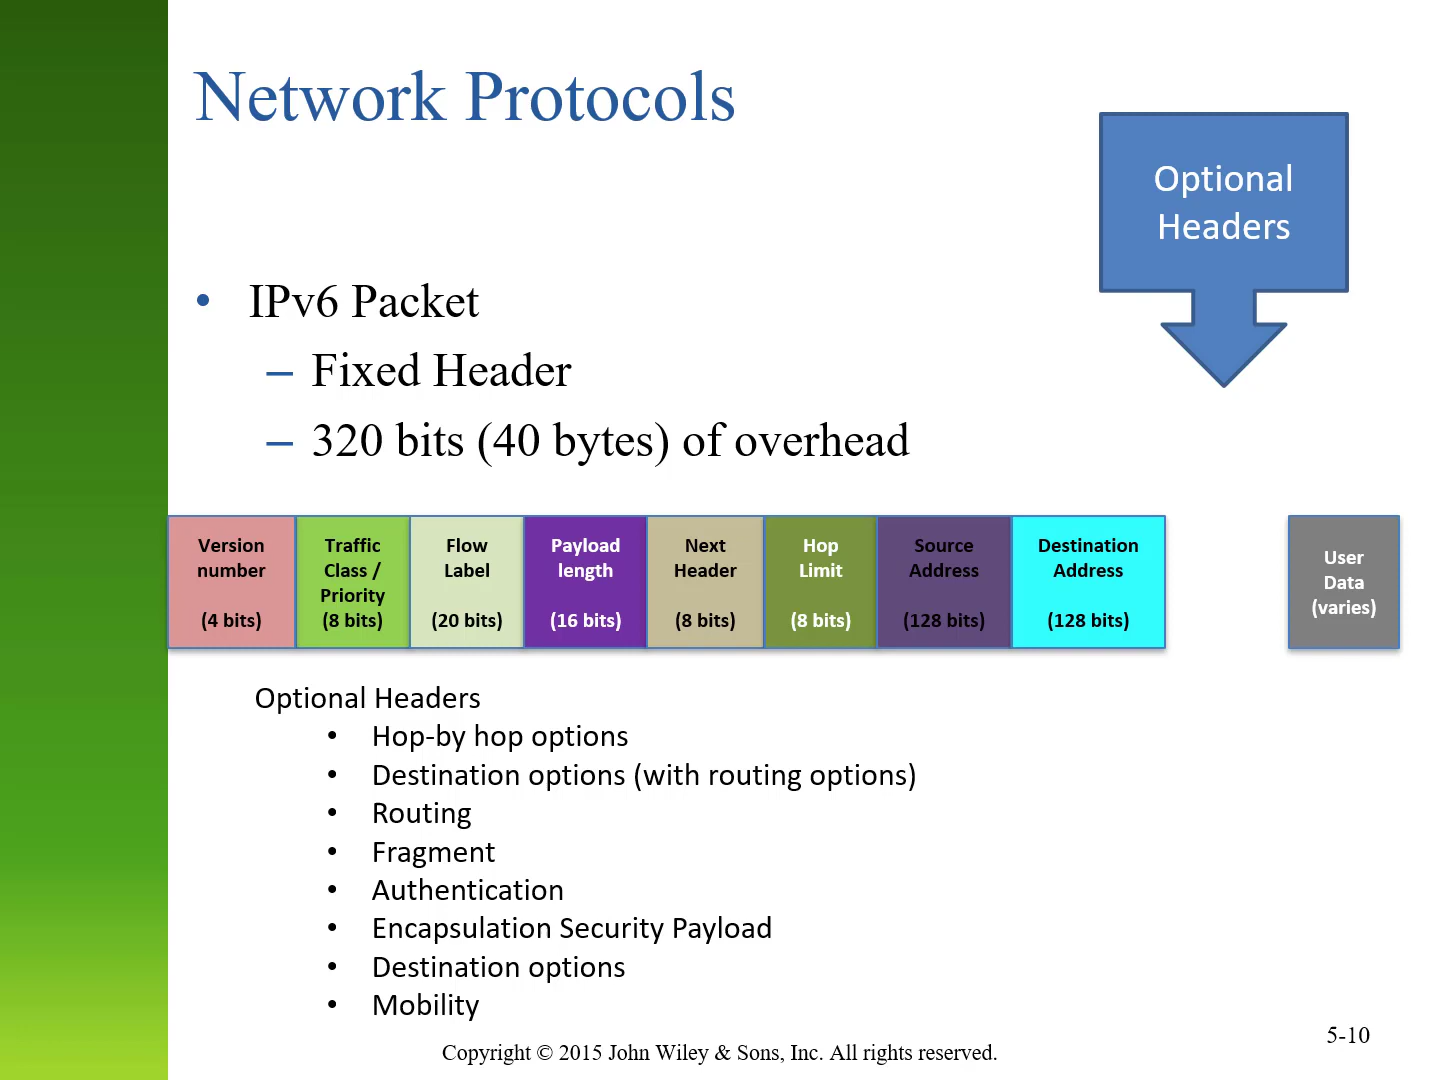 Network Protocols
Optional
Headers
• IPv6 Packet
– Fixed Header
– 320 bits (40 bytes) of overhead
Version
number
(4 bits)
Traffic
Class /
Priority
(8 bits)
Flow
Label
(20 bits)
Payload
length
(16 bits)
Next
Header
(8 bits)
Hop
Limit
(8 bits)
Source
Address
(128 bits)
Destination
Address
(128 bits)
User
Data
(varies)
Optional Headers
• Hop-by hop options
• Destination options (with routing options)
• Routing
• Fragment
• Authentication
• Encapsulation Security Payload
• Destination options
• Mobility
5-10
Copyright © 2015 John Wiley & Sons, Inc. All rights reserved.